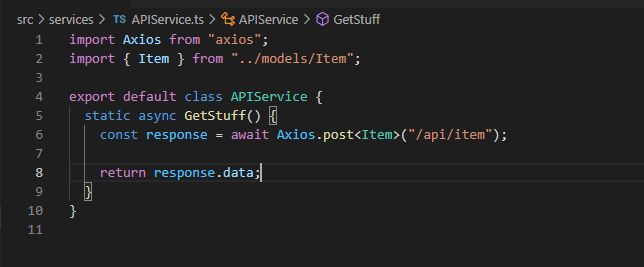 src > services > TS APIService.ts > APIService > GetStuff
1 import Axios from "axios";
2 import { Item } from "../models/Item";
3
4 export default class APIService {
5 static async GetStuff() {
6 const response = await Axios.post<Item>("/api/item");
7
8 return response.data;
9 }
10 }
11